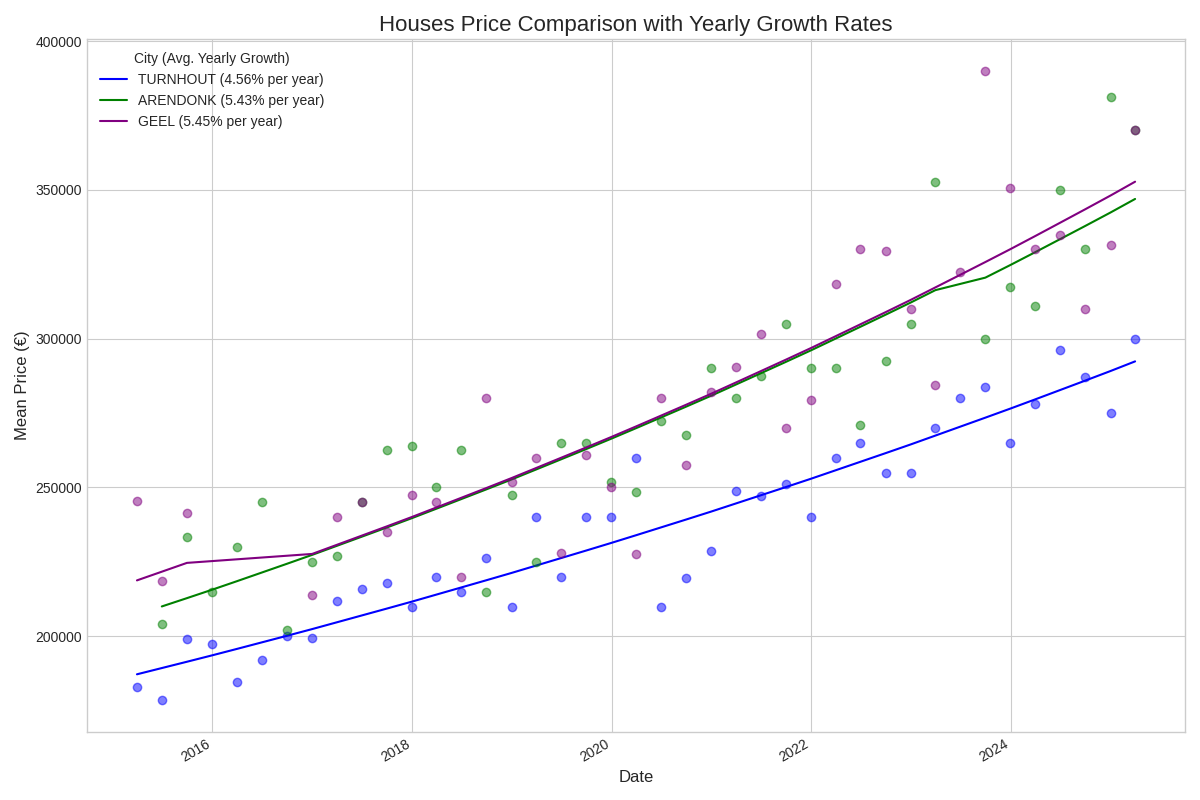 Houses Price Comparison with Yearly Growth Rates
City (Avg. Yearly Growth)
TURNHOUT (4.56% per year)
ARENDONK (5.43% per year)
GEEL (5.45% per year)
Mean Price (€)
400000
350000
300000
250000
200000
2016
2018
2020
2022
2024
Date